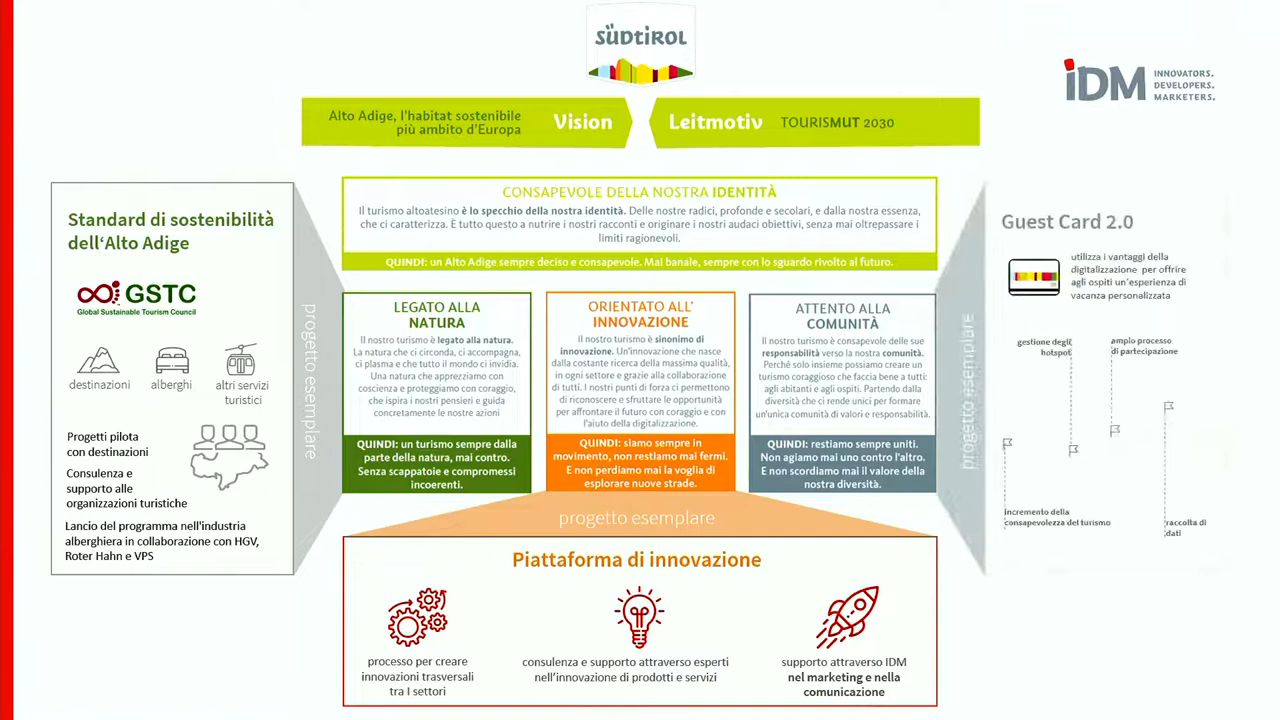 SÜDTIROL
iDM
INNOVATORS.
DEVELOPERS.
MARKETERS.
Alto Adige, l'habitat sostenibile
più ambito d'Europa
Vision
Leitmotiv
TOURISMUT 2030
Standard di sostenibilità
dell'Alto Adige
GSTC
Global Sustainable Tourism Council
destinazioni
alberghi
altri servizi
turistici
Progetti pilota
con destinazioni
Consulenza e
supporto alle
organizzazioni turistiche
Lancio del programma nell'industria
alberghiera in collaborazione con HGV,
Roter Hahn e VPS
progetto esemplare
CONSAPEVOLE DELLA NOSTRA IDENTITÀ
Il turismo altoatesino è lo specchio della nostra identità. Delle nostre radici, profonde e secolari, e dalla nostra essenza,
che ci caratterizza. È tutto questo a nutrire i nostri racconti e originare i nostri audaci obiettivi, senza mai oltrepassare i
limiti ragionevoli.
QUINDI: un Alto Adige sempre deciso e consapevole. Mai banale, sempre con lo sguardo rivolto al futuro.
LEGATO ALLA
NATURA
Il nostro turismo è legato alla natura.
La natura che ci circonda, ci accompagna,
ci plasma e che tutto il mondo ci invidia.
Una natura che apprezziamo con
coscienza e proteggiamo con coraggio,
che ispira i nostri pensieri e guida
concretamente le nostre azioni
QUINDI: un turismo sempre dalla
parte della natura, mai contro.
Senza scappatoie e compromessi
incoerenti.
ORIENTATO ALL'
INNOVAZIONE
Il nostro turismo è sinonimo di
innovazione. Un'innovazione che nasce
dalla costante ricerca della massima qualità,
in ogni settore e grazie alla collaborazione
di tutti. I nostri punti di forza ci permettono
di riconoscere e sfruttare le opportunità
per affrontare il futuro con coraggio e con
l'aiuto della digitalizzazione.
QUINDI: siamo sempre in
movimento, non restiamo mai fermi.
E non perdiamo mai la voglia di
esplorare nuove strade.
ATTENTO ALLA
COMUNITÀ
Il nostro turismo è consapevole delle sue
responsabilità verso la nostra comunità.
Perché solo insieme possiamo creare un
turismo coraggioso che faccia bene a tutti:
agli abitanti e agli ospiti. Partendo dalla
diversità che ci rende unici per formare
un'unica comunità di valori e responsabilità.
QUINDI: restiamo sempre uniti.
Non agiamo mai uno contro l'altro.
E non scordiamo mai il valore della
nostra diversità.
progetto esemplare
Guest Card 2.0
utilizza i vantaggi della
digitalizzazione per offrire
agli ospiti un'esperienza di
vacanza personalizzata
gestione degli
hotspot
amplo processo
di partecipazione
incremento della
consapevolezza del turismo
raccolta di
dati
progetto esemplare
Piattaforma di innovazione
processo per creare
innovazioni trasversali
tra I settori
consulenza e supporto attraverso esperti
nell'innovazione di prodotti e servizi
supporto attraverso IDM
nel marketing e nella
comunicazione